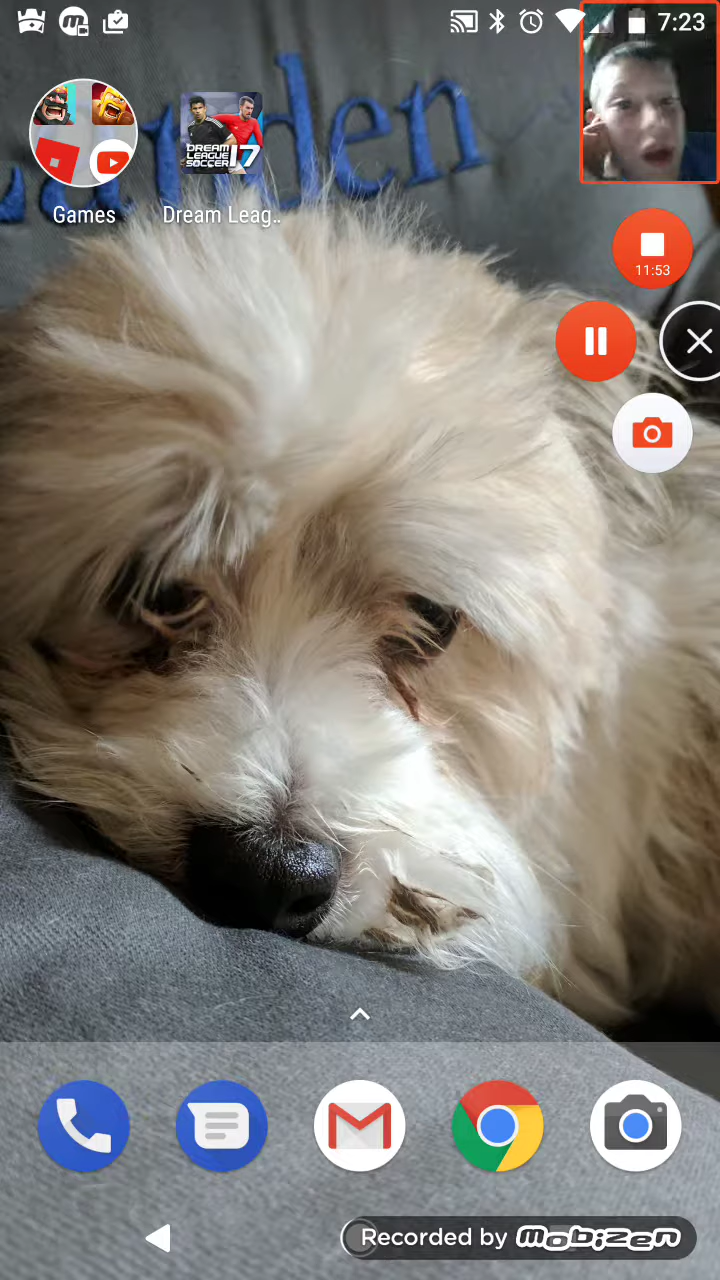 7:23
DREAM
LEAGUE
SOCCER 17
Games
Dream Leag..
11:53
Recorded by mobizen